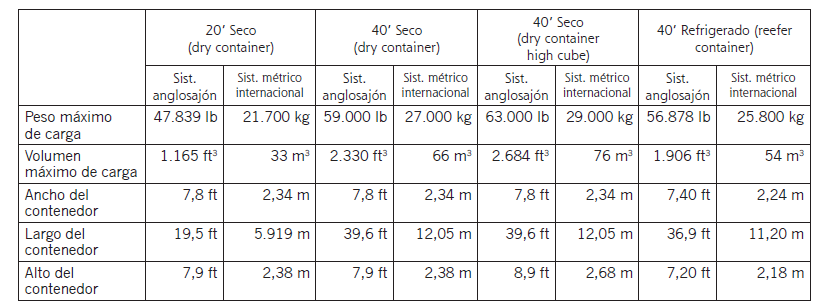 20′ Seco
(dry container)
40′ Seco
(dry container)
40′ Seco
(dry container
high cube)
40′ Refrigerado (reefer
container)
Sist.
anglosajón
Sist. métrico
internacional
Sist.
anglosajón
Sist. métrico
internacional
Sist.
anglosajón
Sist. métrico
internacional
Sist.
anglosajón
Sist. métrico
internacional
Peso máximo
de carga
47.839 lb
21.700 kg
59.000 lb
27.000 kg
63.000 lb
29.000 kg
56.878 lb
25.800 kg
Volumen
máximo de carga
1.165 ft³
33 m³
2.330 ft³
66 m³
2.684 ft³
76 m³
1.906 ft³
54 m³
Ancho del
contenedor
7,8 ft
2,34 m
7,8 ft
2,34 m
7,8 ft
2,34 m
7,40 ft
2,24 m
Largo del
contenedor
19,5 ft
5.919 m
39,6 ft
12,05 m
39,6 ft
12,05 m
36,9 ft
11,20 m
Alto del
contenedor
7,9 ft
2,38 m
7,9 ft
2,38 m
8,9 ft
2,68 m
7,20 ft
2,18 m